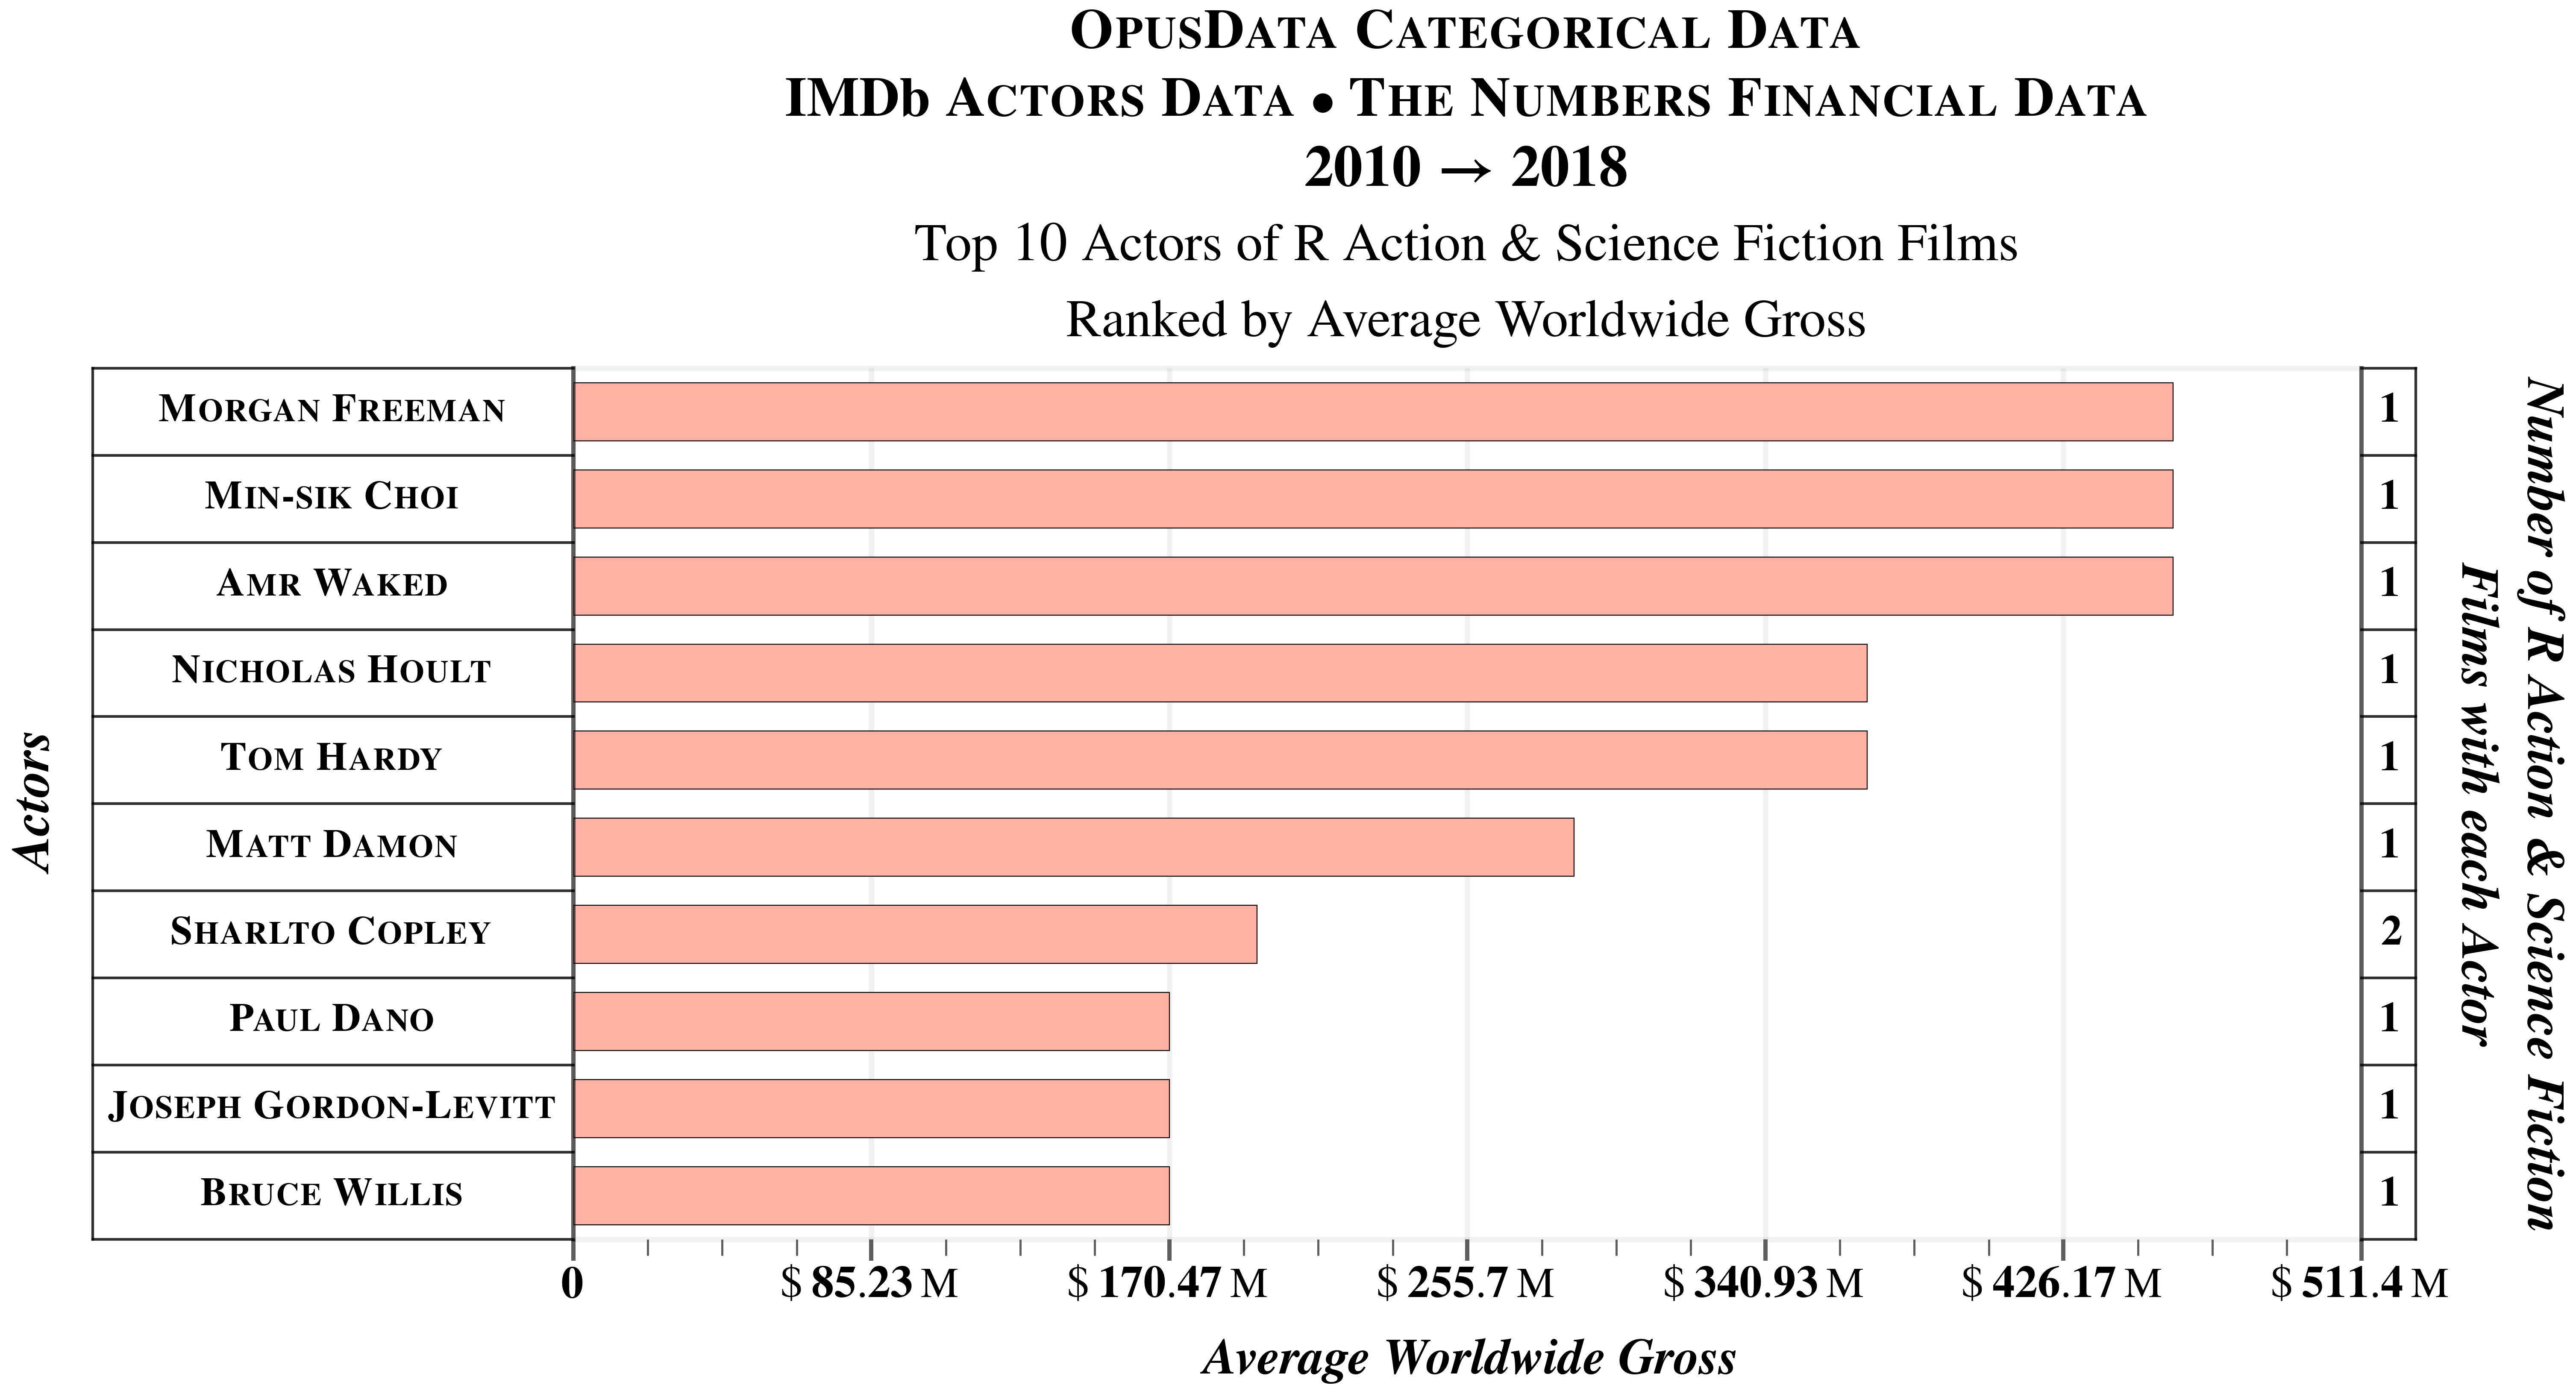 OpusData Categorical Data
IMDb Actors Data • The Numbers Financial Data
2010 → 2018
Top 10 Actors of R Action & Science Fiction Films
Ranked by Average Worldwide Gross
Actors
Morgan Freeman 1
Min-sik Choi 1
Amr Waked 1
Nicholas Hoult 1
Tom Hardy 1
Matt Damon 1
Sharlto Copley 2
Paul Dano 1
Joseph Gordon-Levitt 1
Bruce Willis 1
Number of R Action & Science Fiction
Films with each Actor
0 $ 85.23 M $ 170.47 M $ 255.7 M $ 340.93 M $ 426.17 M $ 511.4 M
Average Worldwide Gross